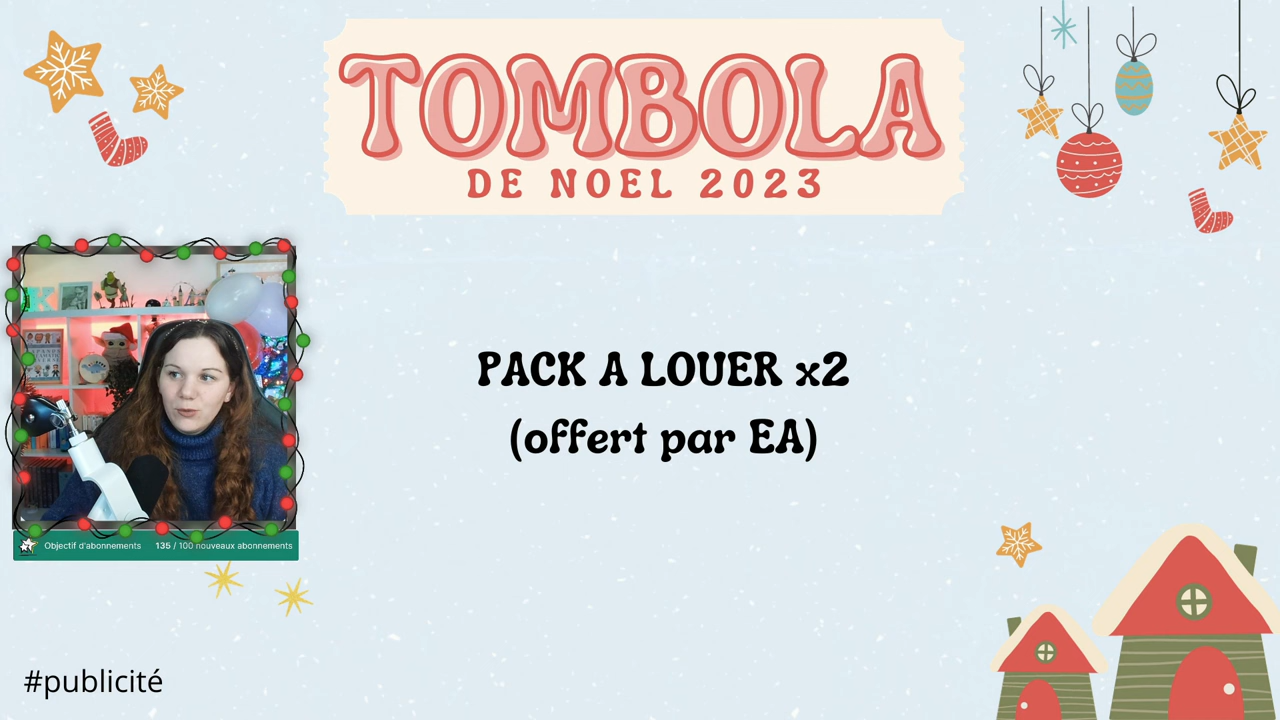 TOMBOLA
DE NOEL 2023
PACK A LOUER x2
(offert par EA)
Objectif d'abonnements 135 / 100 nouveaux abonnements
#publicité